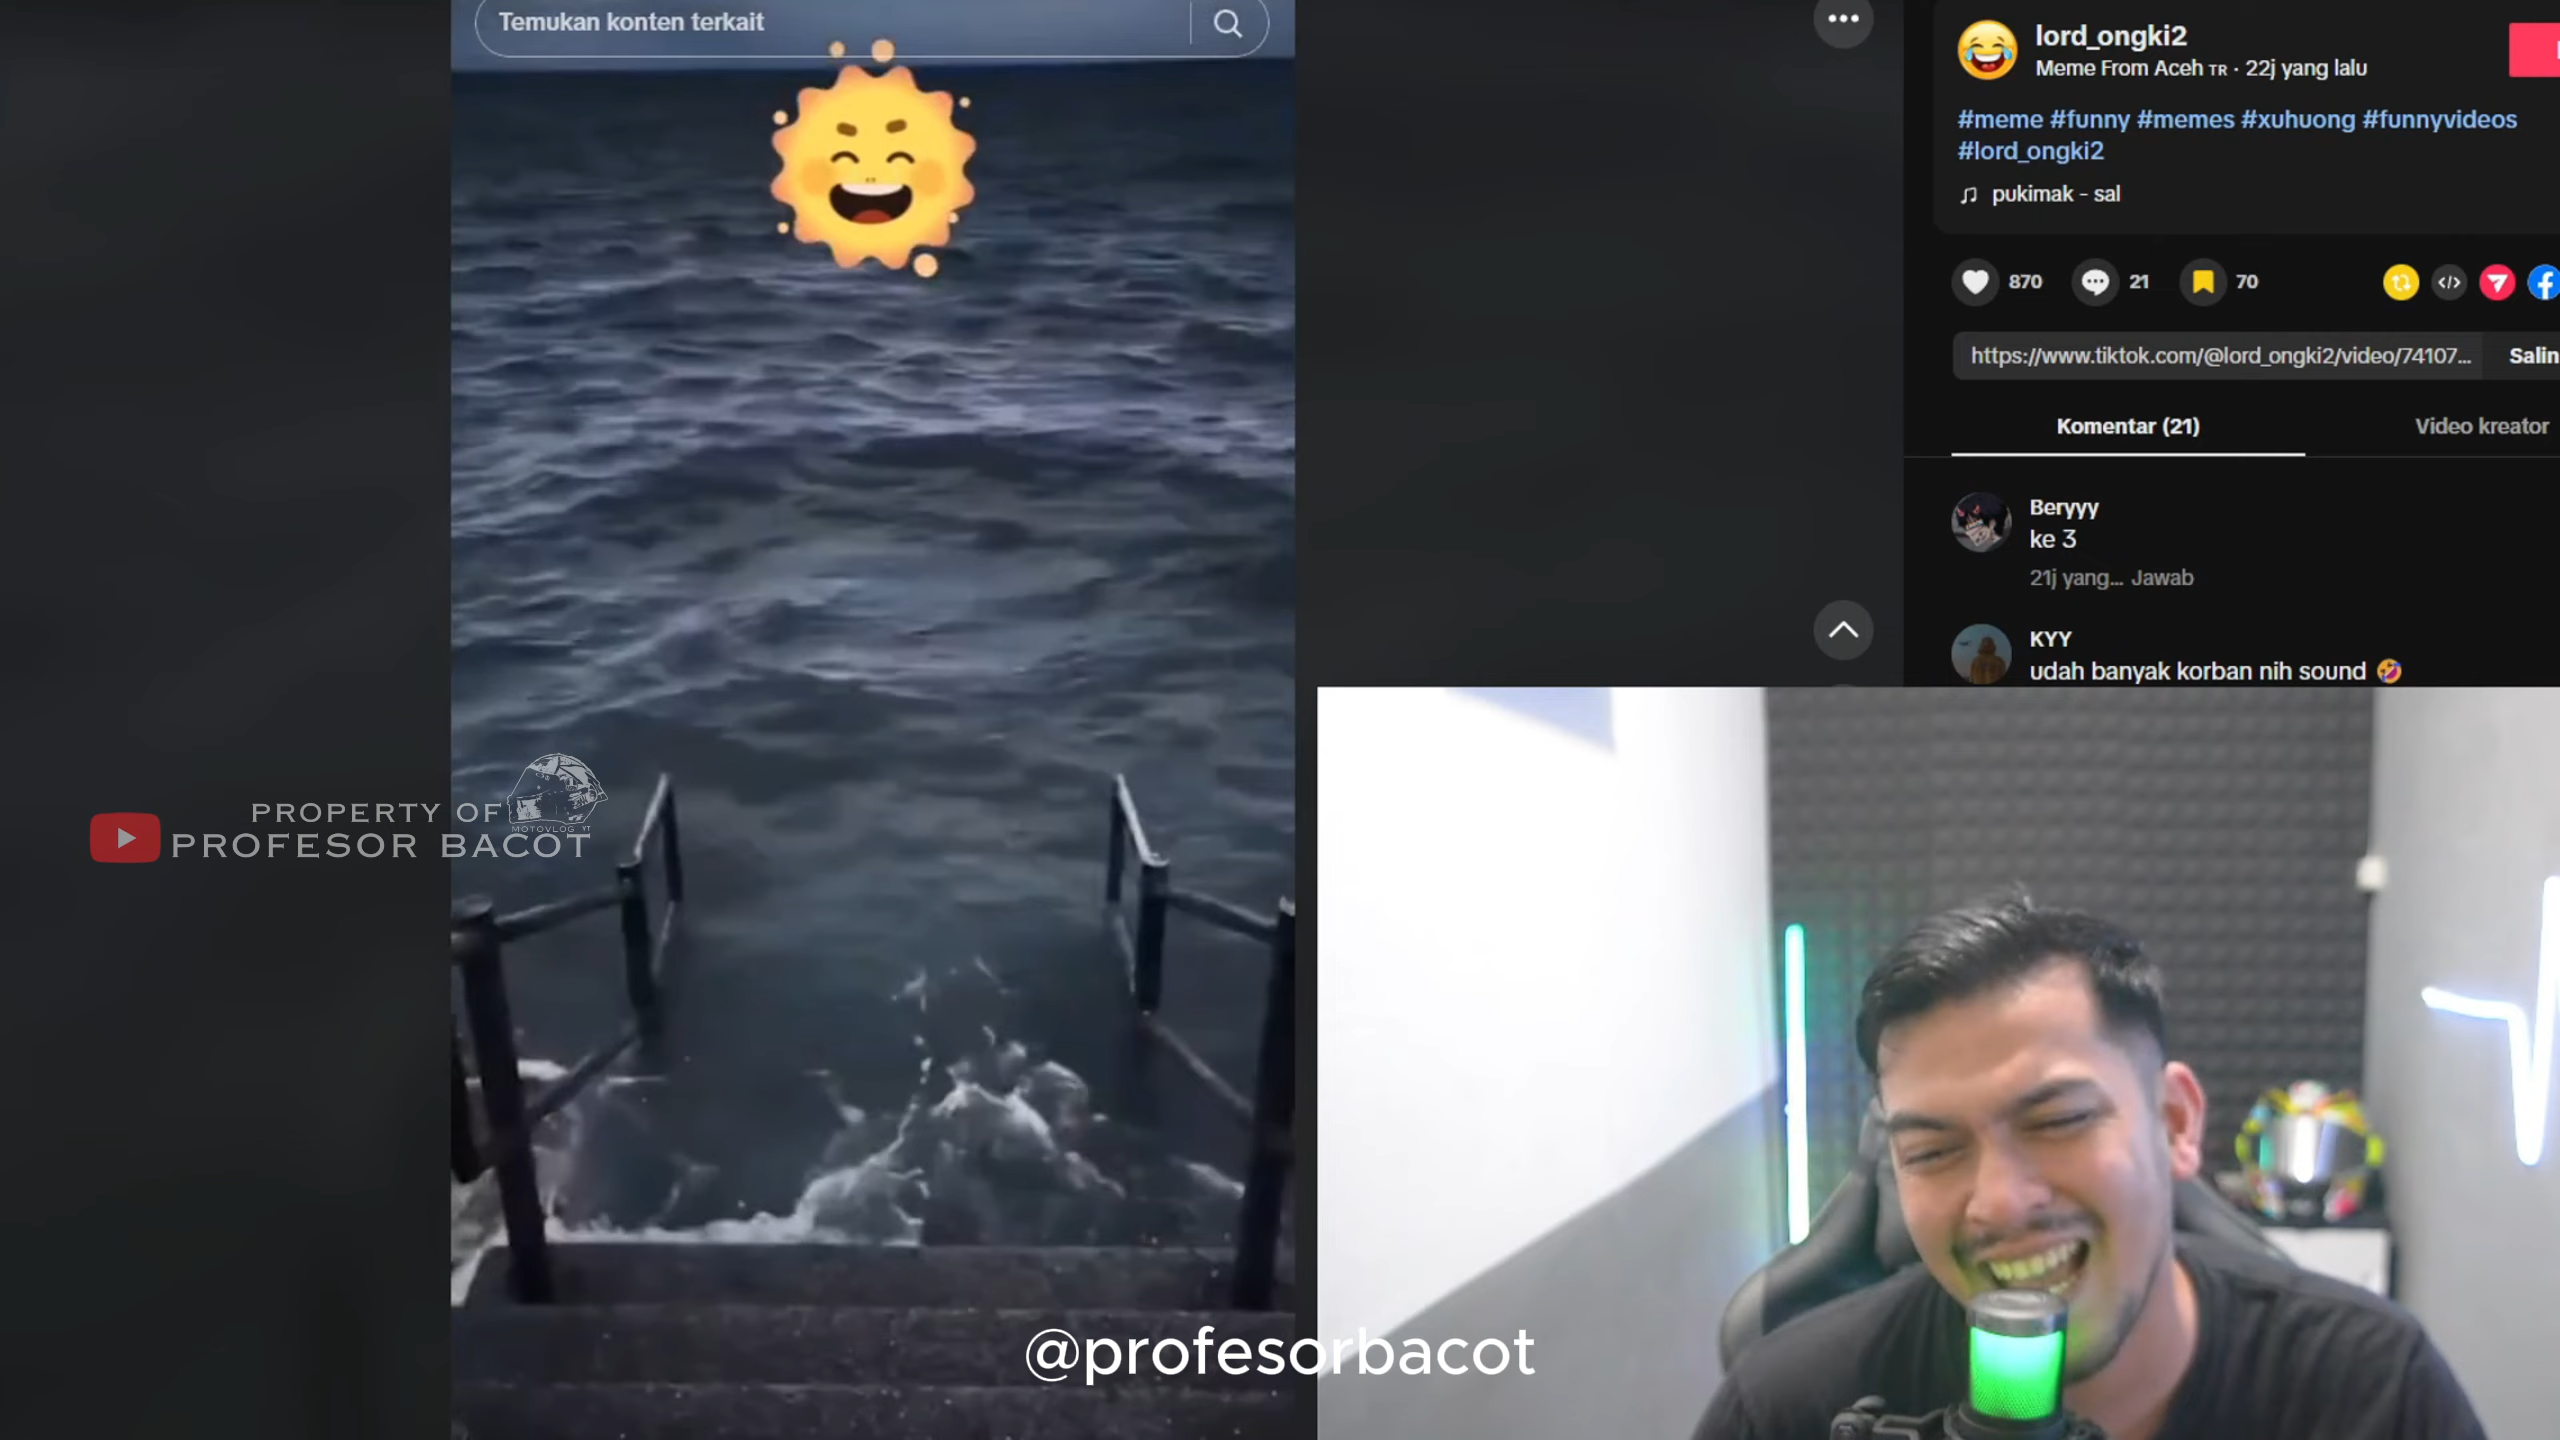 Temukan konten terkait
lord_ongki2
Meme From Aceh TR · 22j yang lalu
#meme #funny #memes #xuhuong #funnyvideos
#lord_ongki2
pukimak - sal
870
21
70
https://www.tiktok.com/@lord_ongki2/video/74107...
Salin
Komentar (21)
Video kreator
Beryyy
ke 3
21j yang... Jawab
KYY
udah banyak korban nih sound 🤣
PROPERTY OF
PROFESOR BACOT
MOTOVLOG YT
@profesorbacot